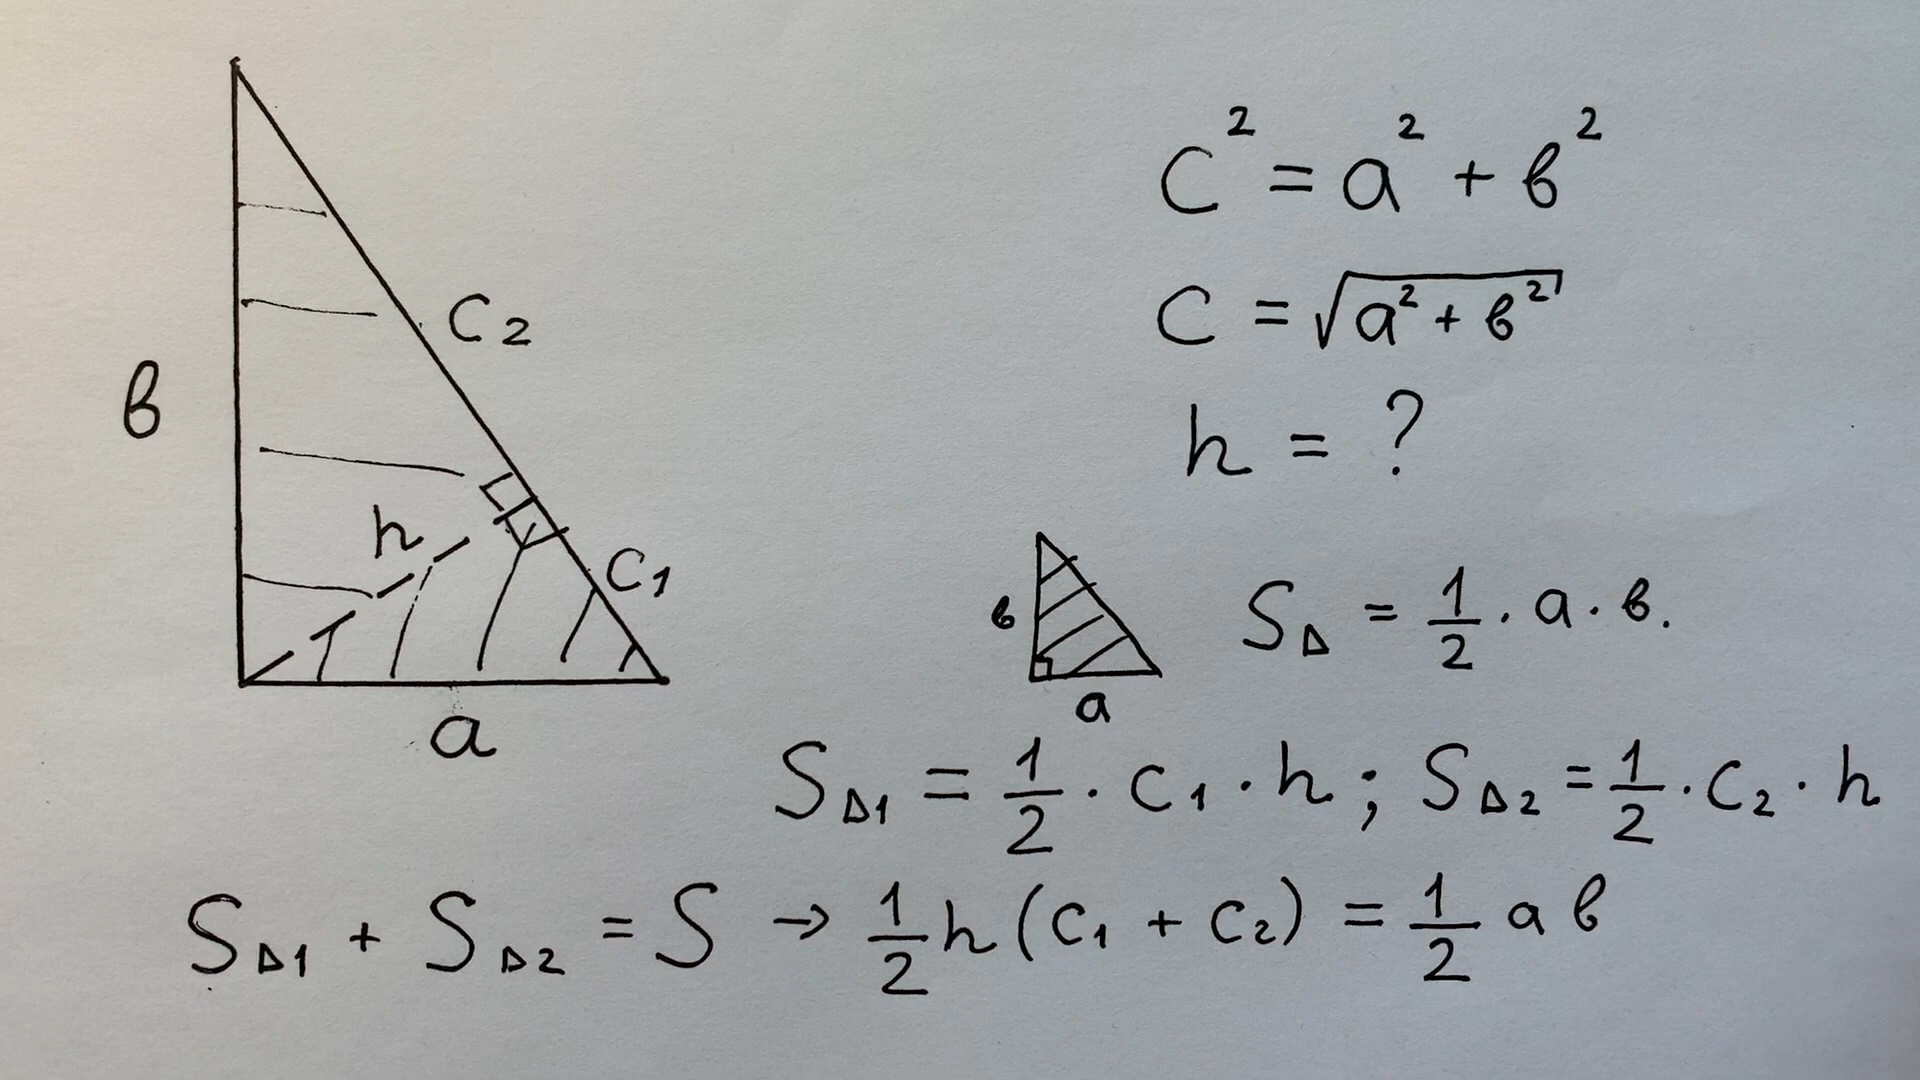 в
C₂
h
C₁
a
C² = a² + в²
C = √(a² + в²)
h = ?
в
a
S△ = 1/2 · a · в.
S△1 = 1/2 · C₁ · h ; S△2 = 1/2 · C₂ · h
S△1 + S△2 = S → 1/2 h (C₁ + C₂) = 1/2 a в